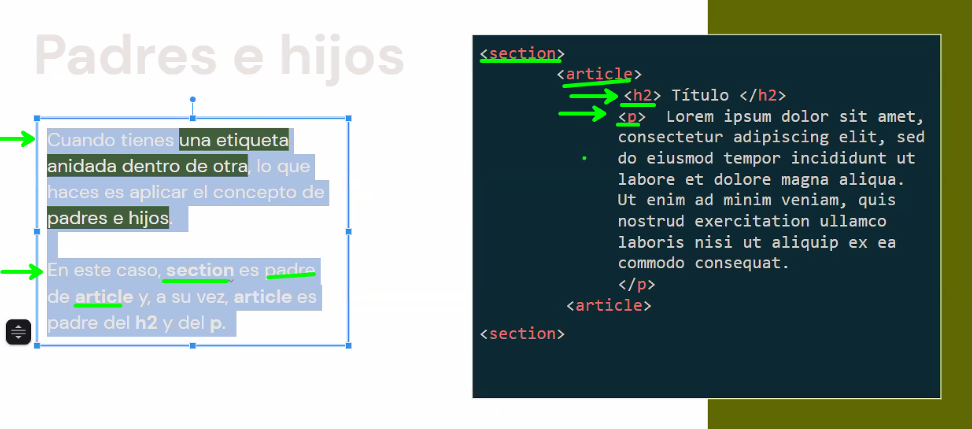 Padres e hijos
Cuando tienes una etiqueta
anidada dentro de otra, lo que
haces es aplicar el concepto de
padres e hijos.
En este caso, section es padre
de article y, a su vez, article es
padre del h2 y del p.
<section>
<article>
<h2> Título </h2>
<p> Lorem ipsum dolor sit amet,
consectetur adipiscing elit, sed
do eiusmod tempor incididunt ut
labore et dolore magna aliqua.
Ut enim ad minim veniam, quis
nostrud exercitation ullamco
laboris nisi ut aliquip ex ea
commodo consequat.
</p>
<article>
<section>